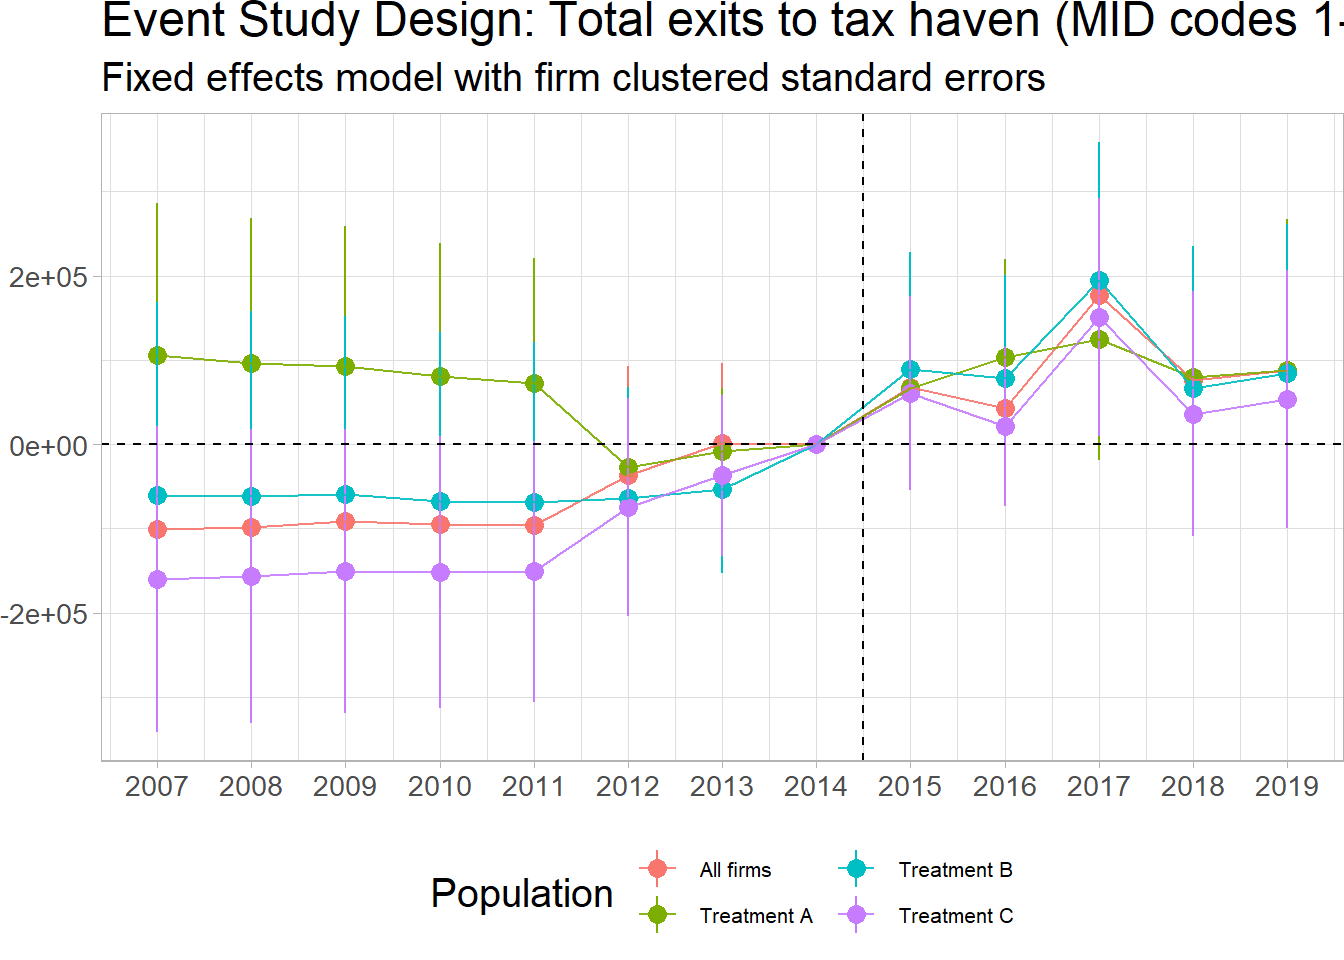 Event Study Design: Total exits to tax haven (MID codes 1-
Fixed effects model with firm clustered standard errors
2e+05
0e+00
-2e+05
2007 2008 2009 2010 2011 2012 2013 2014 2015 2016 2017 2018 2019
Population
All firms
Treatment B
Treatment A
Treatment C